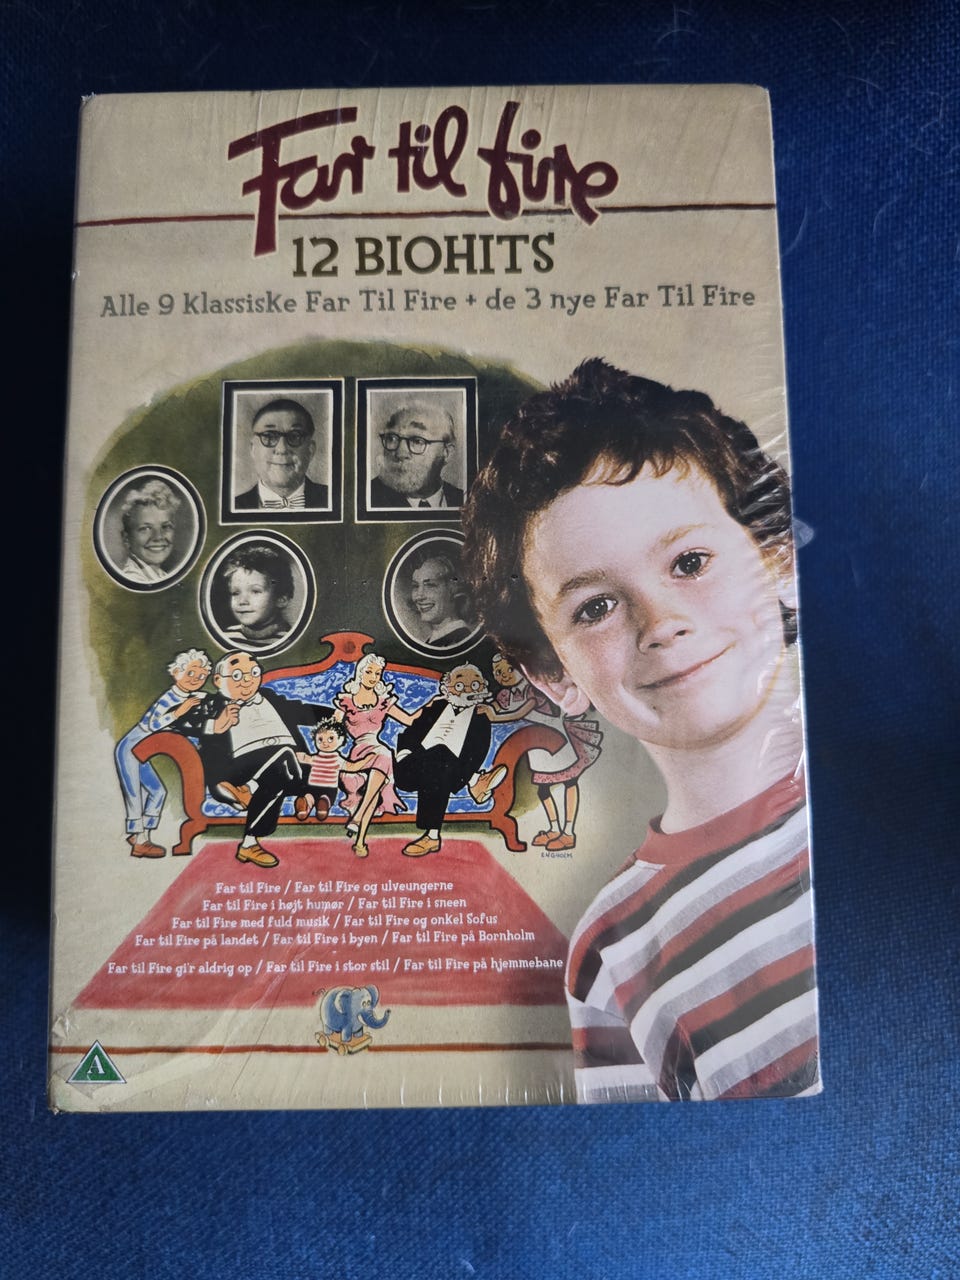 Far til fire
12 BIOHITS
Alle 9 Klassiske Far Til Fire + de 3 nye Far Til Fire
ENGHOLM
Far til Fire / Far til Fire og ulveungerne
Far til Fire i højt humør / Far til Fire i sneen
Far til Fire med fuld musik / Far til Fire og onkel Sofus
Far til Fire på landet / Far til Fire i byen / Far til Fire på Bornholm
Far til Fire gi'r aldrig op / Far til Fire i stor stil / Far til Fire på hjemmebane
A